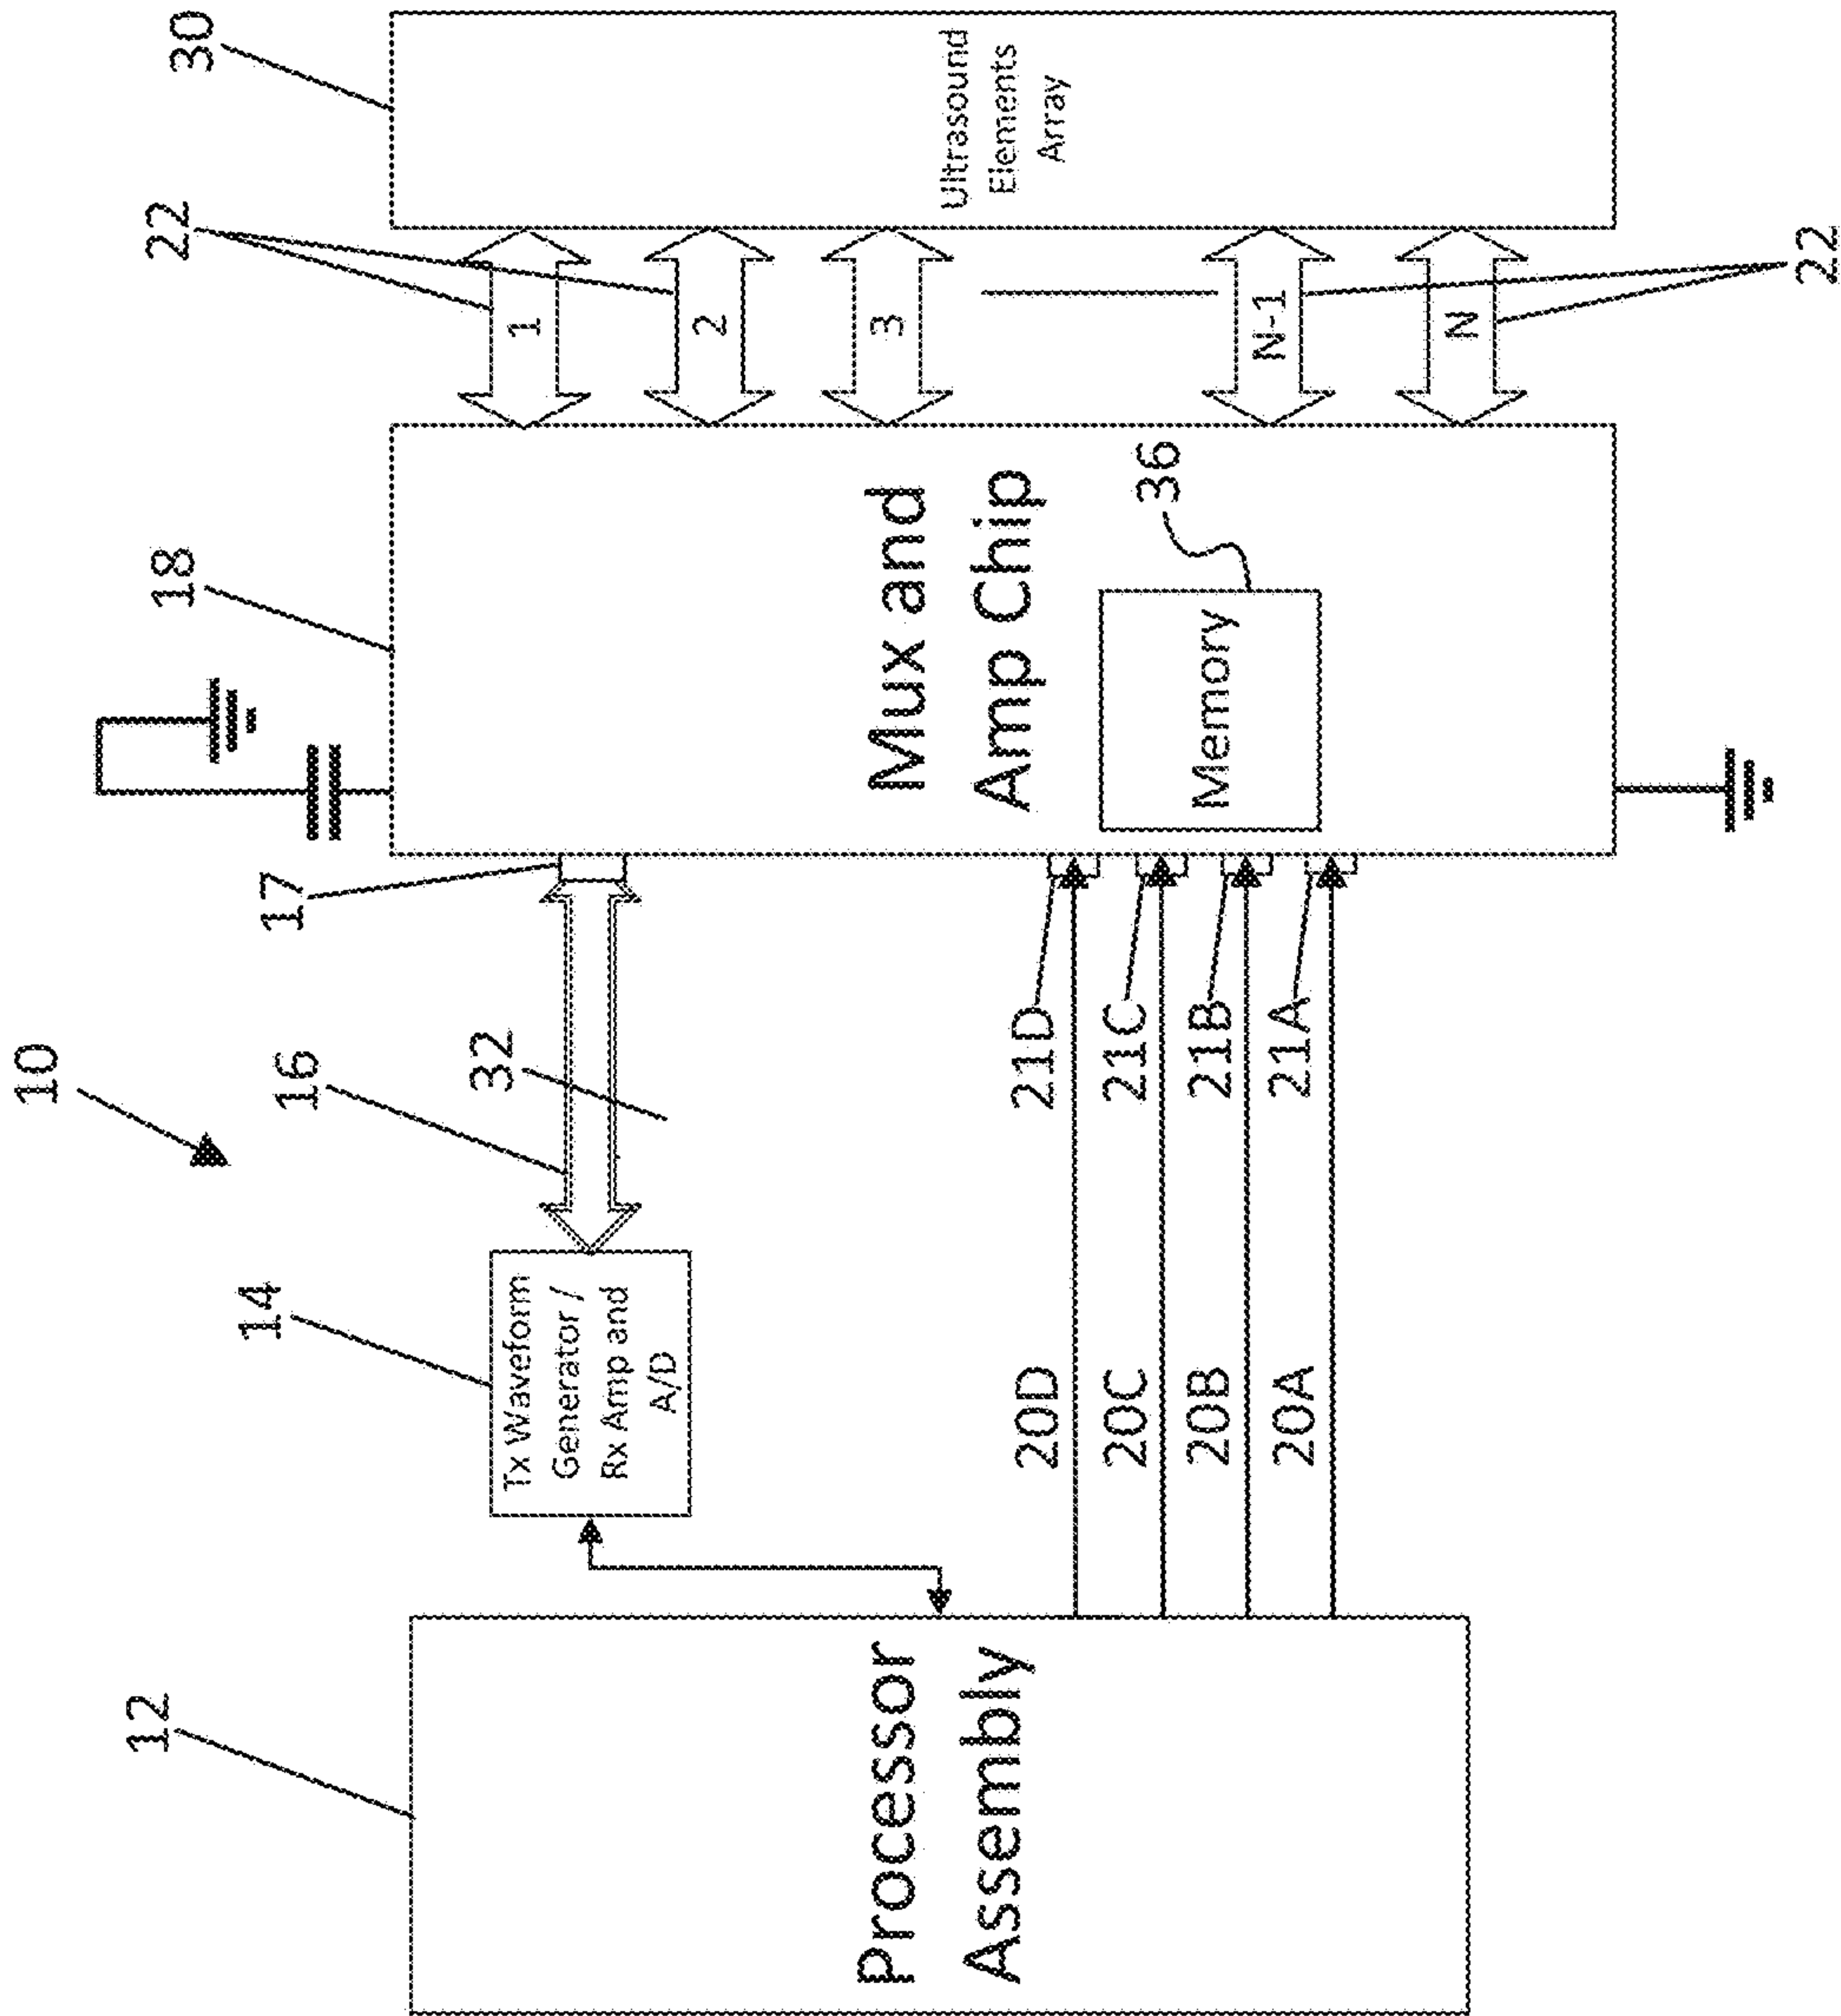 10
12
Processor
Assembly
14
Tx Waveform
Generator /
Rx Amp and
A/D
16
32
17
18
Mux and
Amp Chip
Memory
36
20D
20C
20B
20A
21D
21C
21B
21A
22
1
2
3
N-1
N
22
30
Ultrasound
Elements
Array